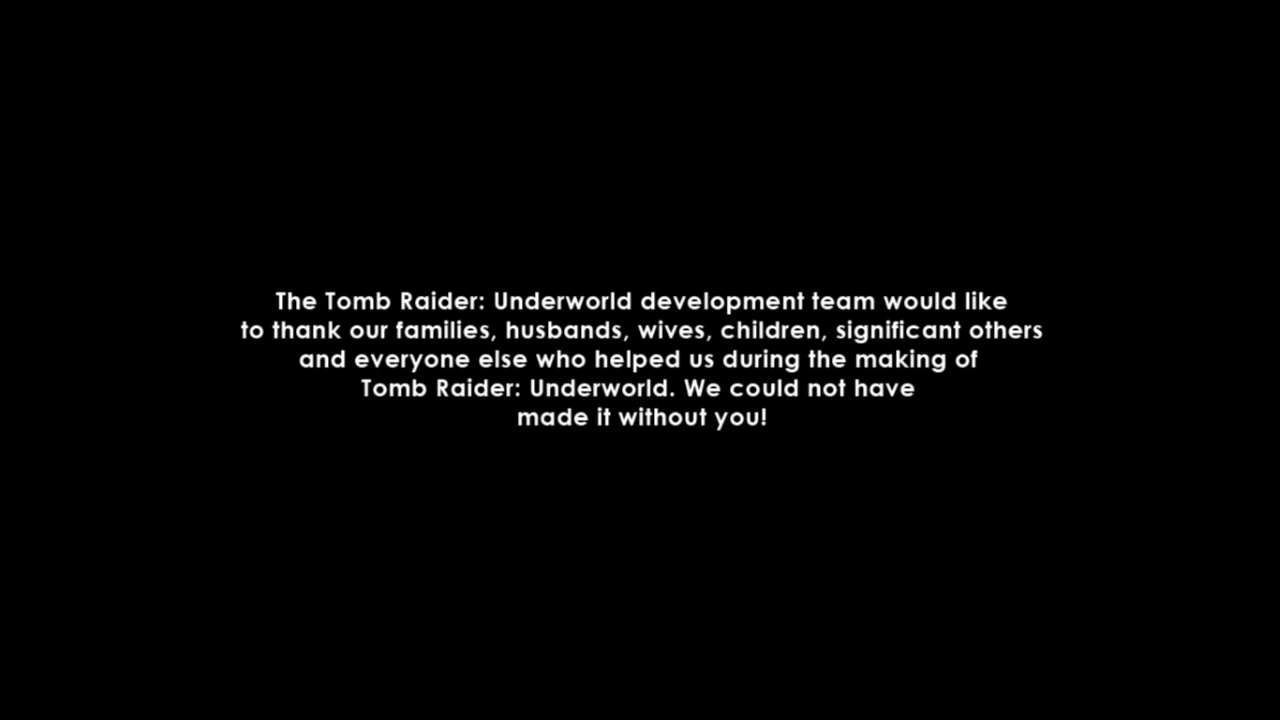 The Tomb Raider: Underworld development team would like
to thank our families, husbands, wives, children, significant others
and everyone else who helped us during the making of
Tomb Raider: Underworld. We could not have
made it without you!